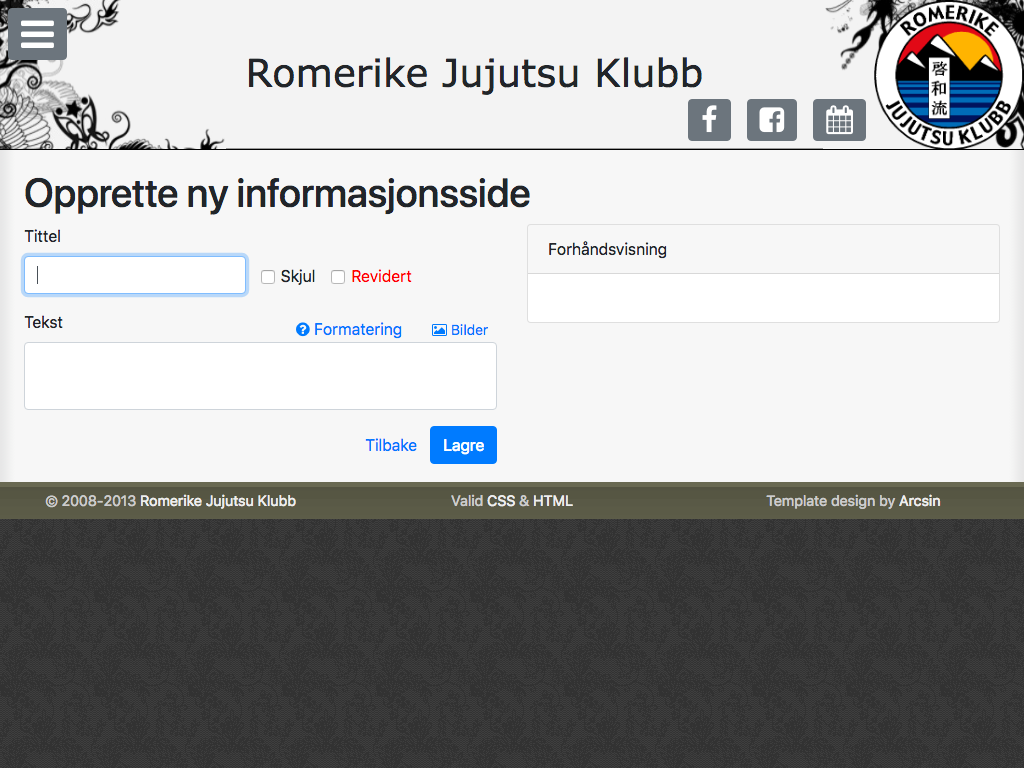 Romerike Jujutsu Klubb
ROMERIKE
啓和流
JUJUTSU KLUBB
Opprette ny informasjonsside
Tittel
Skjul
Revidert
Tekst
Formatering
Bilder
Tilbake
Lagre
Forhåndsvisning
© 2008-2013 Romerike Jujutsu Klubb
Valid CSS & HTML
Template design by Arcsin